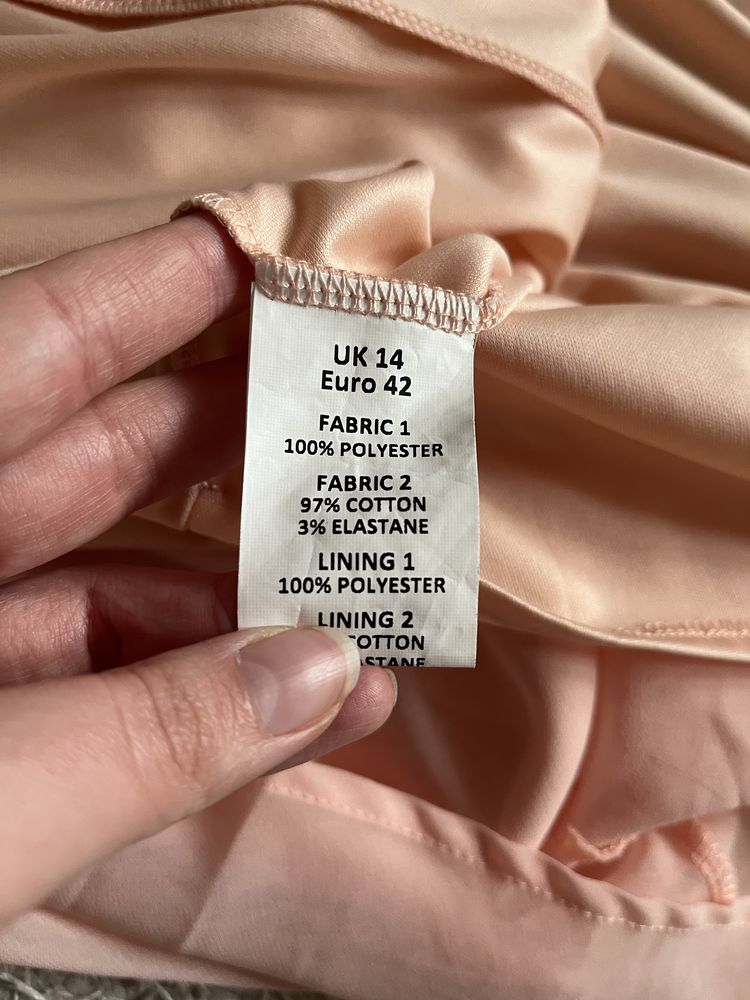 UK 14
Euro 42
FABRIC 1
100% POLYESTER
FABRIC 2
97% COTTON
3% ELASTANE
LINING 1
100% POLYESTER
LINING 2
COTTON